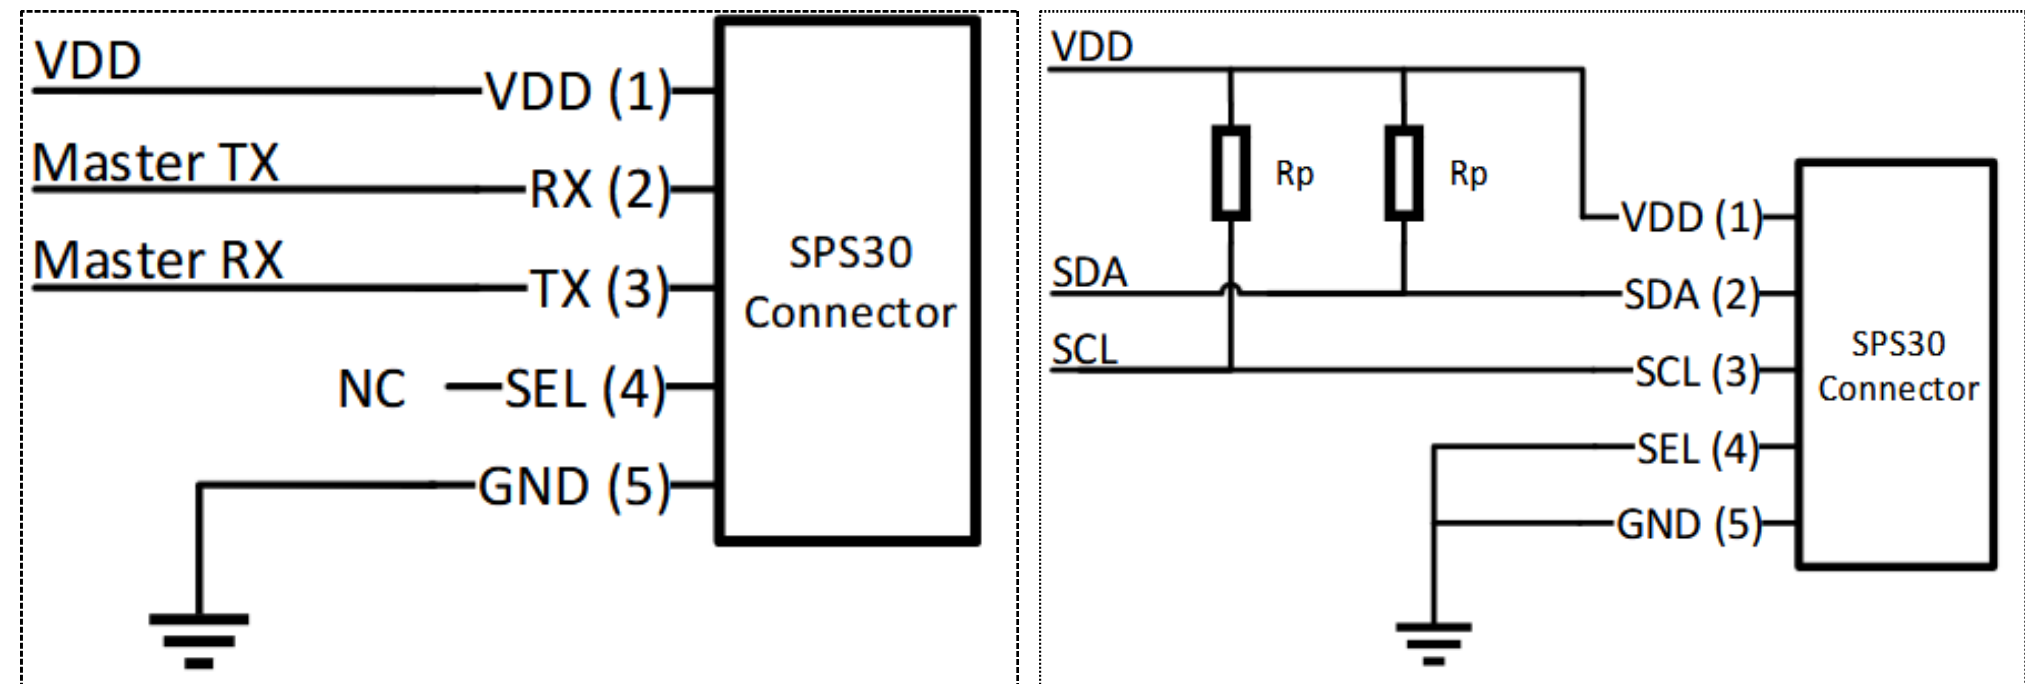 VDD
VDD (1)
Master TX
RX (2)
Master RX
TX (3)
NC
SEL (4)
GND (5)
SPS30
Connector
VDD
Rp
Rp
VDD (1)
SDA
SDA (2)
SCL
SCL (3)
SEL (4)
GND (5)
SPS30
Connector